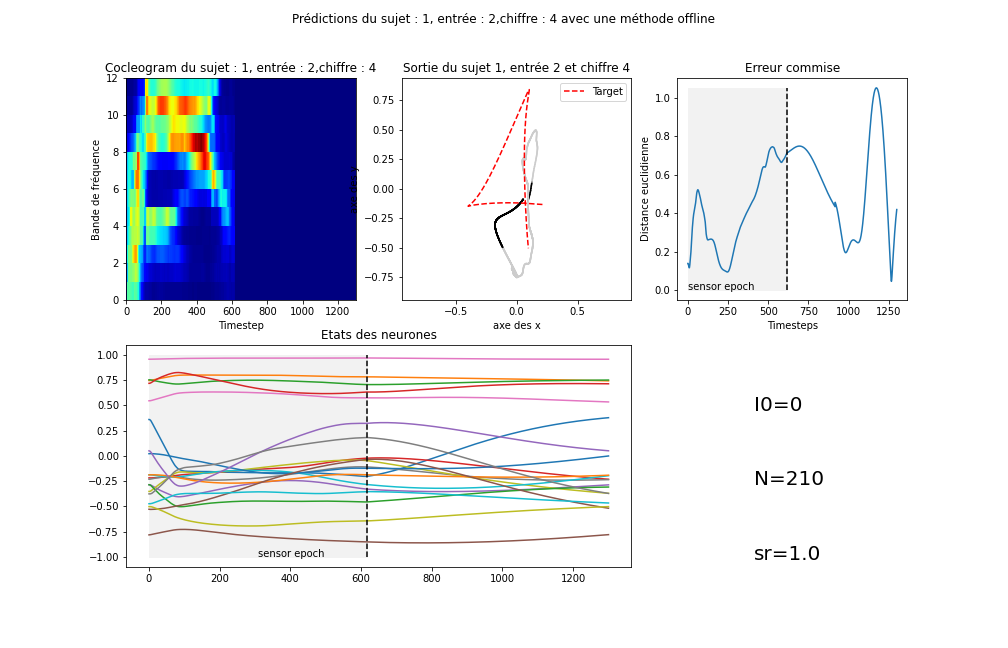 Prédictions du sujet : 1, entrée : 2,chiffre : 4 avec une méthode offline
Cocleogram du sujet : 1, entrée : 2,chiffre : 4
12
10
8
6
4
2
0
Bande de fréquence
0 200 400 600 800 1000 1200
Timestep
Sortie du sujet 1, entrée 2 et chiffre 4
Target
0.75
0.50
0.25
0.00
−0.25
−0.50
−0.75
−0.5 0.0 0.5
axe des x
Erreur commise
1.0
0.8
0.6
0.4
0.2
0.0
Distance euclidienne
sensor epoch
0 250 500 750 1000 1250
Timesteps
Etats des neurones
1.00
0.75
0.50
0.25
0.00
−0.25
−0.50
−0.75
−1.00
sensor epoch
0 200 400 600 800 1000 1200
I0=0
N=210
sr=1.0